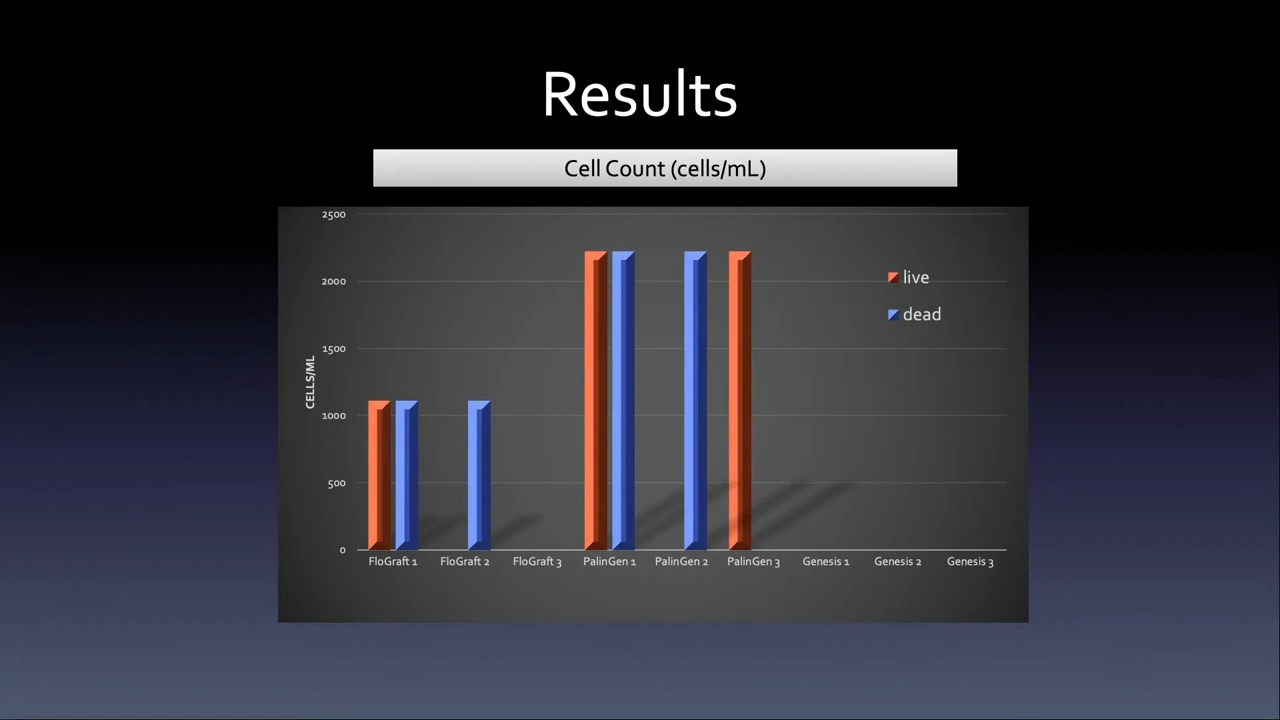 Results
Cell Count (cells/mL)
2500
2000
1500
1000
500
0
CELLS/ML
live
dead
FloGraft 1 FloGraft 2 FloGraft 3 PalinGen 1 PalinGen 2 PalinGen 3 Genesis 1 Genesis 2 Genesis 3